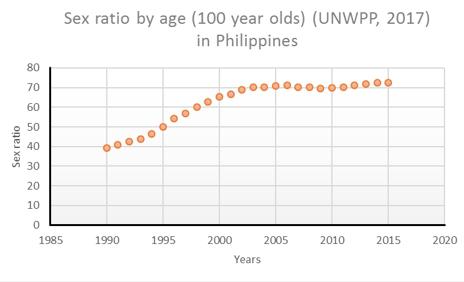 Sex ratio by age (100 year olds) (UNWPP, 2017)
in Philippines
80
70
60
50
40
30
20
10
0
Sex ratio
1985 1990 1995 2000 2005 2010 2015 2020
Years